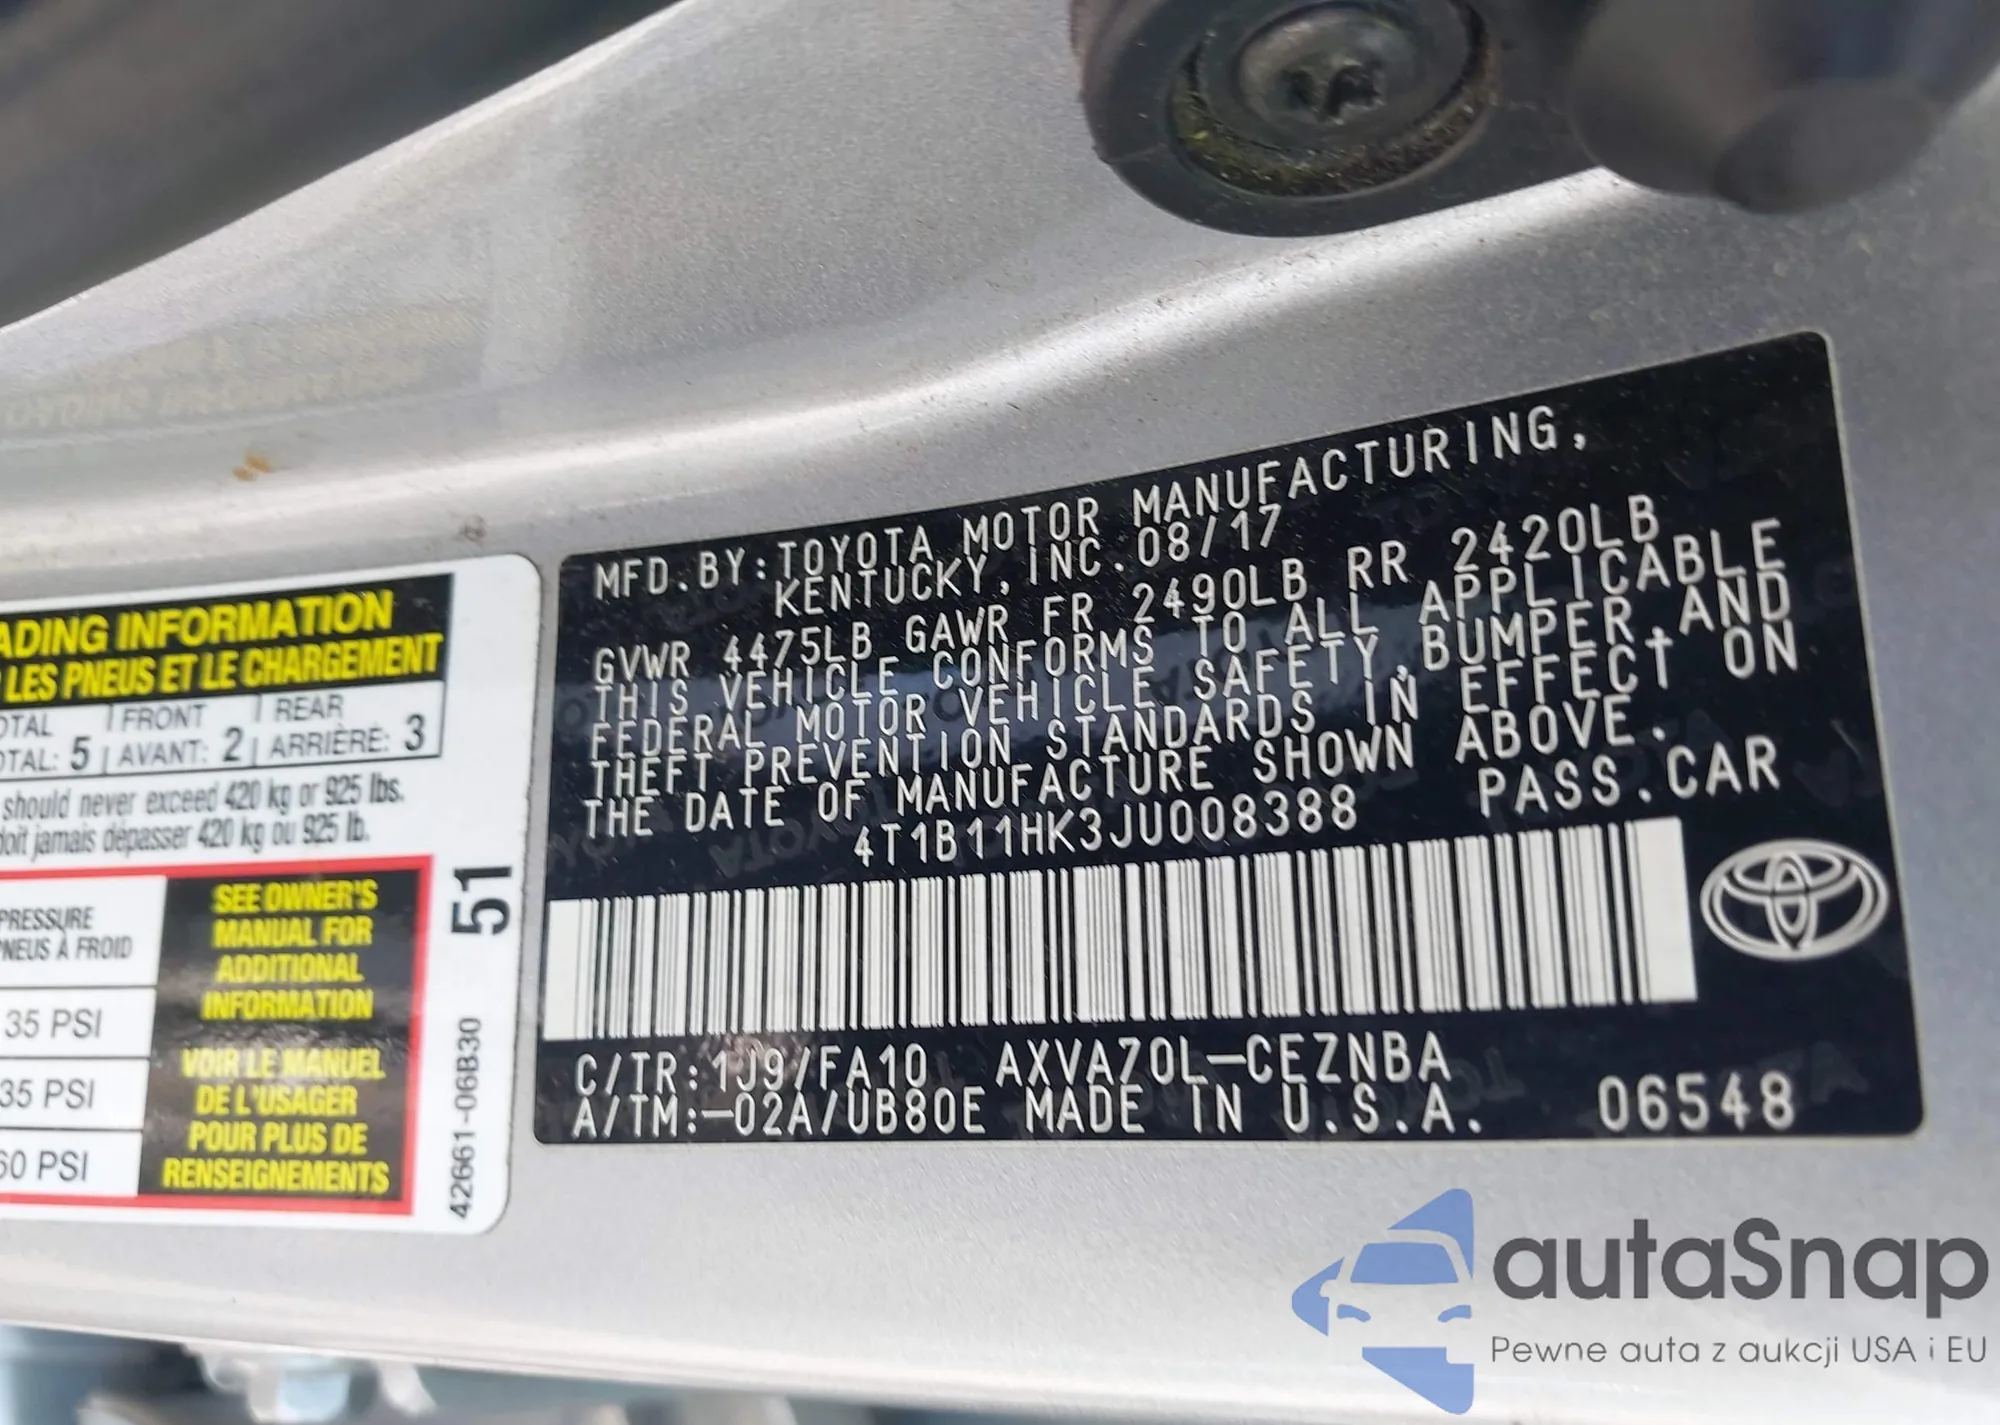 ADING INFORMATION
LES PNEUS ET LE CHARGEMENT
OTAL | FRONT | REAR
OTAL: 5 | AVANT: 2 | ARRIÈRE: 3
should never exceed 420 kg or 925 lbs.
doit jamais dépasser 420 kg ou 925 lb.
PRESSURE
PNEUS À FROID
35 PSI
35 PSI
60 PSI
SEE OWNER'S
MANUAL FOR
ADDITIONAL
INFORMATION
VOIR LE MANUEL
DE L'USAGER
POUR PLUS DE
RENSEIGNEMENTS
51
42661-06B30
MFD.BY:TOYOTA MOTOR MANUFACTURING,
KENTUCKY, INC. 08/17
GVWR 4475LB GAWR FR 2490LB RR 2420LB
THIS VEHICLE CONFORMS TO ALL APPLICABLE
FEDERAL MOTOR VEHICLE SAFETY, BUMPER, AND
THEFT PREVENTION STANDARDS IN EFFECT ON
THE DATE OF MANUFACTURE SHOWN ABOVE.
4T1B11HK3JU008388 PASS.CAR
C/TR:1J9/FA10 AXVA70L-CEZNBA
A/TM:-02A/UB80E MADE IN U.S.A. 06548
autaSnap
Pewne auta z aukcji USA i EU